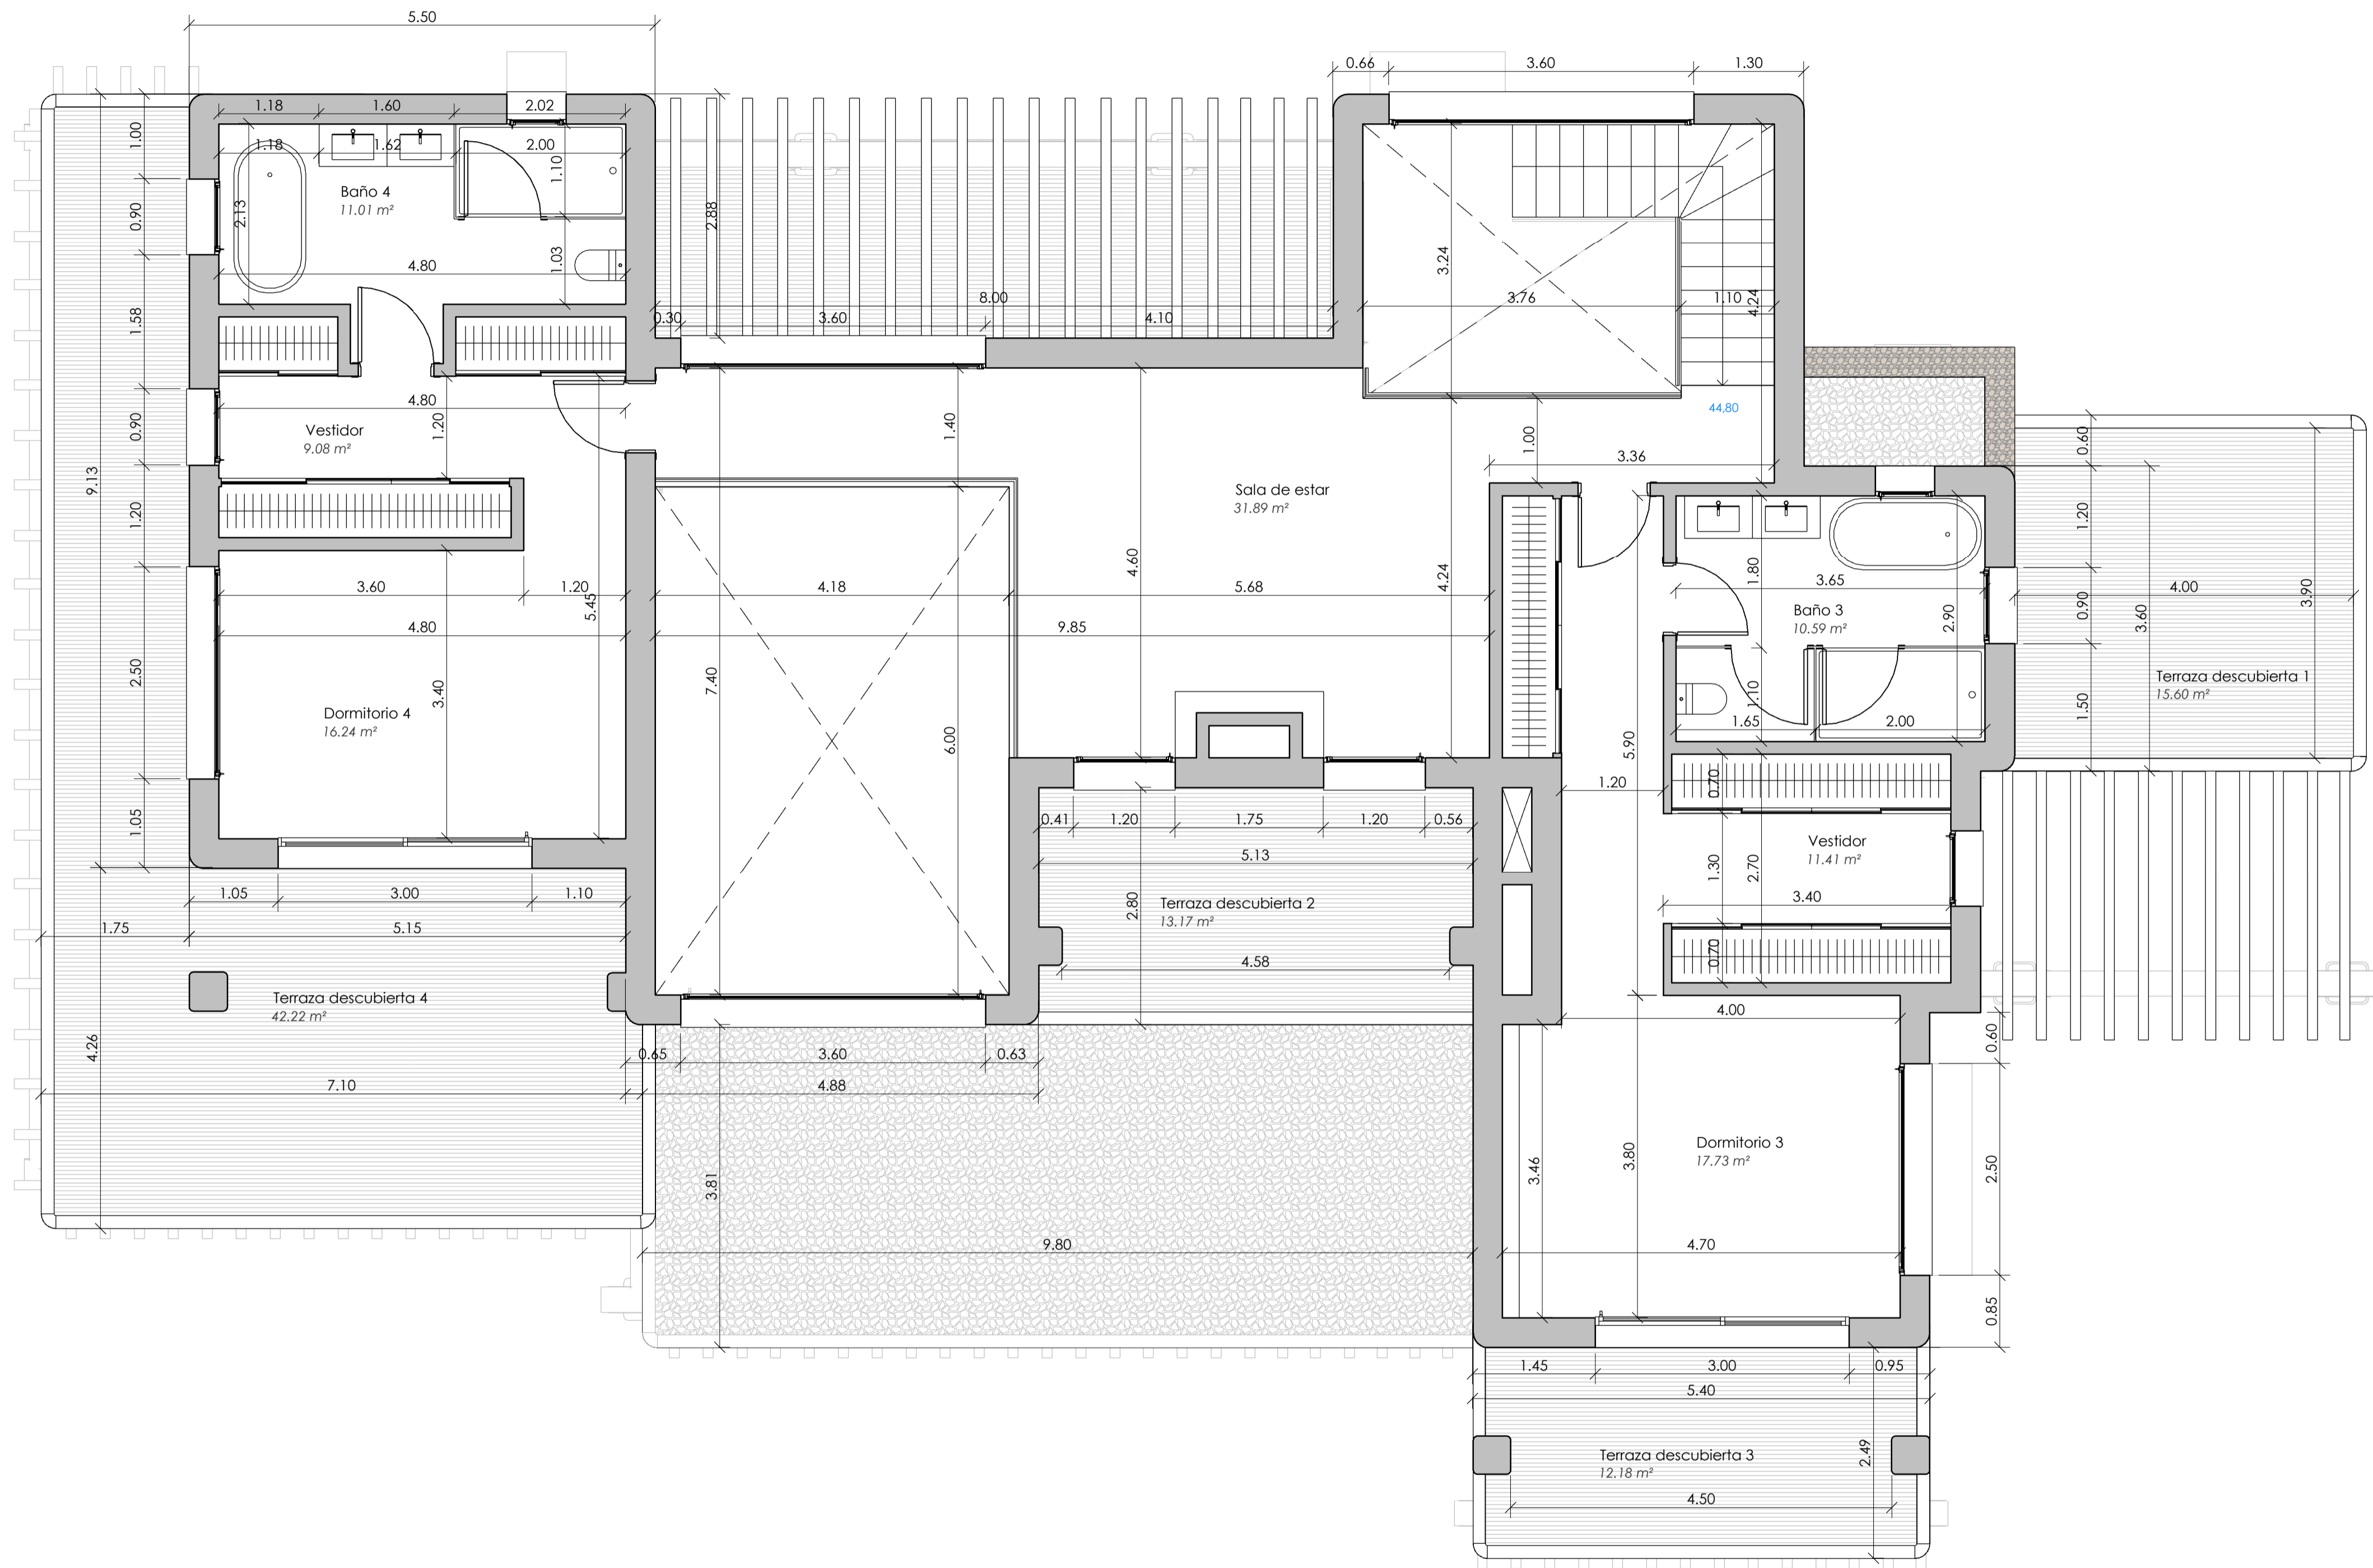 5.50
0.66 3.60 1.30
1.18 1.60 2.02
1.00
1.18 1.62 2.00
1.10
Baño 4
11.01 m²
0.90
2.13
2.88
1.03
4.80
3.24
8.00
3.76 1.10
4.24
1.58
0.30 3.60 4.10
4.80
44,80
0.90
Vestidor
9.08 m²
1.20
1.40
1.00
0.60
3.36
9.13
Sala de estar
31.89 m²
1.20
1.20
4.60
4.24
1.80
3.65
3.60 1.20
5.45
4.18 5.68
4.00
3.90
0.90
3.60
Baño 3
10.59 m²
2.90
4.80
9.85
2.50
3.40
7.40
Terraza descubierta 1
15.60 m²
Dormitorio 4
16.24 m²
1.10
1.50
1.65 2.00
6.00
5.90
0.70
1.20
1.05
0.41 1.20 1.75 1.20 0.56
Vestidor
11.41 m²
5.13
1.30
2.70
1.05 3.00 1.10
3.40
Terraza descubierta 2
13.17 m²
2.80
1.75 5.15
0.70
4.58
Terraza descubierta 4
42.22 m²
4.00
4.26
0.60
0.65 3.60 0.63
7.10 4.88
Dormitorio 3
17.73 m²
3.46
3.80
2.50
3.81
9.80
4.70
0.85
1.45 3.00 0.95
5.40
Terraza descubierta 3
12.18 m²
2.49
4.50